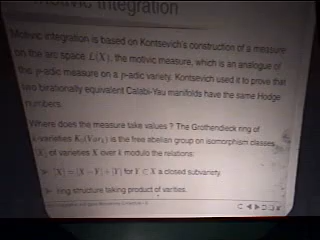 Motivic integration
Motivic integration is based on Kontsevich's construction of a measure
on the arc space L(X), the motivic measure, which is an analogue of
the p-adic measure on a p-adic variety. Kontsevich used it to prove that
two birationally equivalent Calabi-Yau manifolds have the same Hodge
numbers.
Where does the measure take values ? The Grothendieck ring of
k-varieties K₀(Var_k) is the free abelian group on isomorphism classes
[X] of varieties X over k modulo the relations:
➢ [X] = [X − Y] + [Y] for Y ⊂ X a closed subvariety.
➢ ring structure taking product of varities.